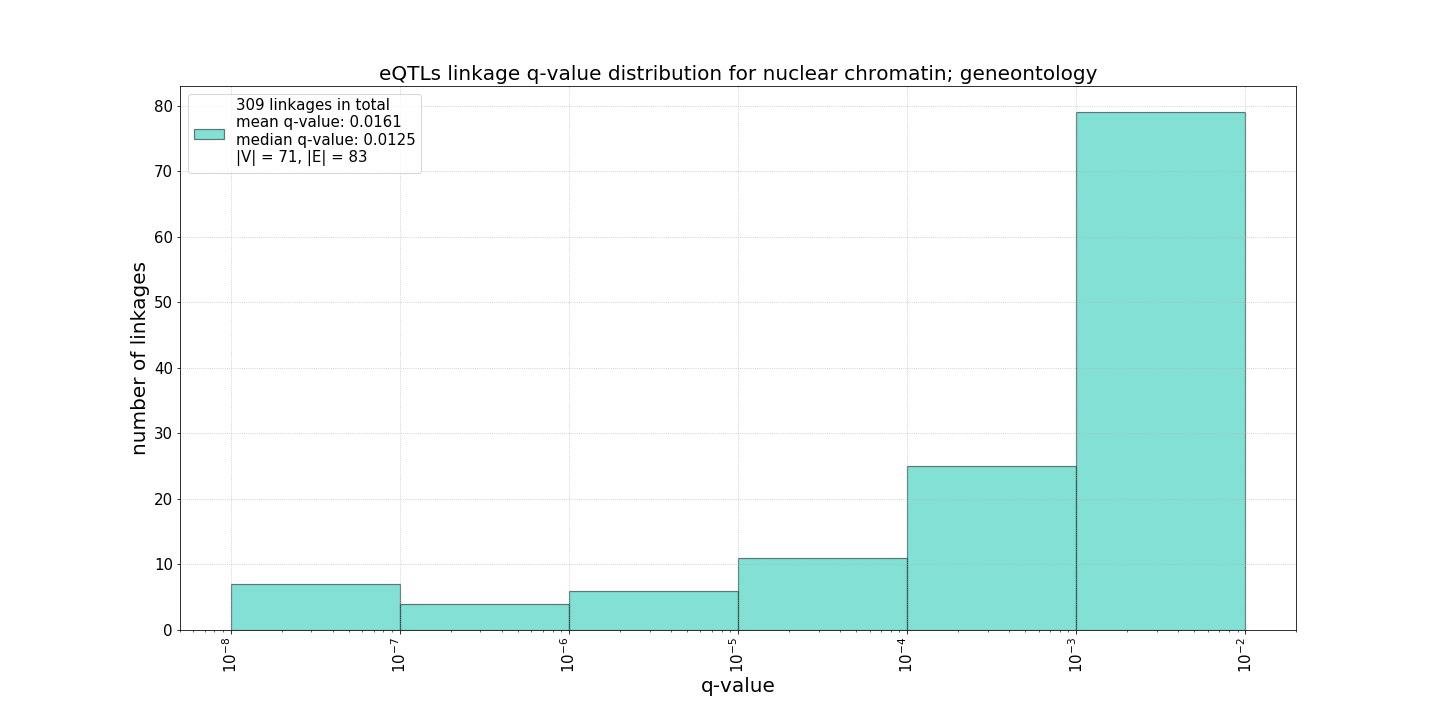 eQTLs linkage q-value distribution for nuclear chromatin; geneontology
309 linkages in total
mean q-value: 0.0161
median q-value: 0.0125
|V| = 71, |E| = 83
number of linkages
80
70
60
50
40
30
20
10
0
10⁻⁸
10⁻⁷
10⁻⁶
10⁻⁵
10⁻⁴
10⁻³
10⁻²
q-value